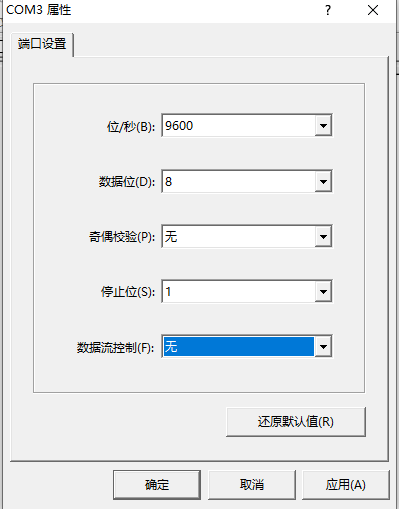 COM3 属性
端口设置
位/秒(B): 9600
数据位(D): 8
奇偶校验(P): 无
停止位(S): 1
数据流控制(F): 无
还原默认值(R)
确定 取消 应用(A)